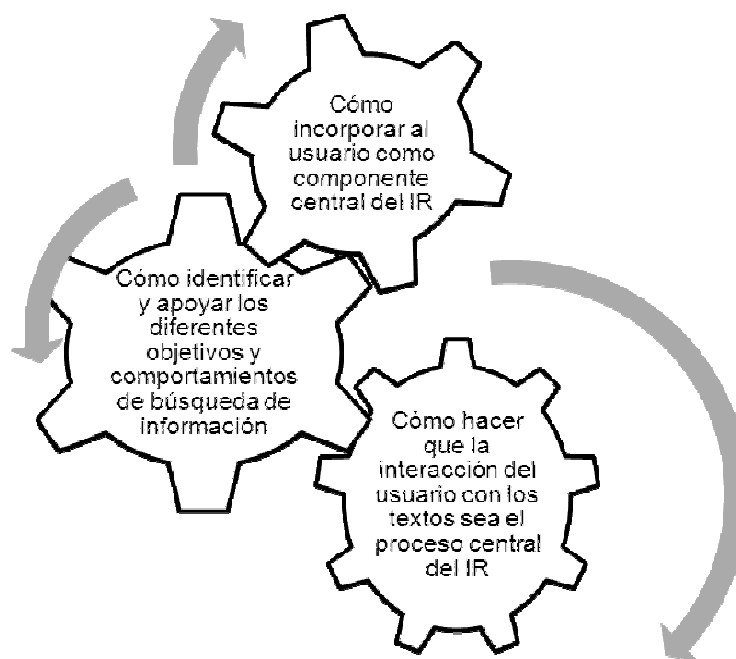 Cómo
incorporar al
usuario como
componente
central del IR
Cómo identificar
y apoyar los
diferentes
objetivos y
comportamientos
de búsqueda de
información
Cómo hacer
que la
interacción del
usuario con los
textos sea el
proceso central
del IR